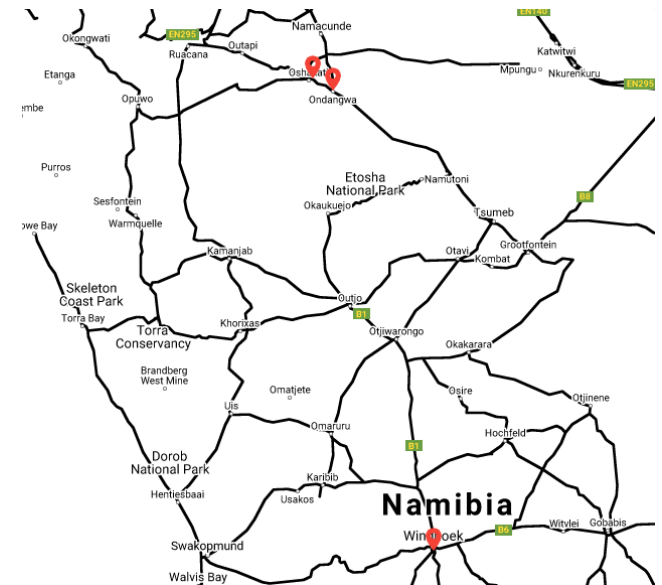 EN140
Namacunde
EN295
Okongwati
Outapi
Ruacana
Katwitwi
Mpungu
Nkurenkuru
EN295
Etanga
Opuwo
Ondangwa
Purros
Etosha
National Park
Namutoni
B8
Sesfontein
Okaukuejo
Warmquelle
Tsumeb
Kamanjab
Otavi
Grootfontein
Kombat
Skeleton
Coast Park
Outjo
B1
Torra Bay
Torra
Conservancy
Khorixas
Otjiwarongo
Okakarara
Brandberg
West Mine
Omatjete
Osire
Otjinene
Uis
Omaruru
Hochfeld
B1
Dorob
National Park
Karibib
Hentiesbaai
Usakos
Namibia
B6
Witvlei
Gobabis
Swakopmund
Walvis Bay